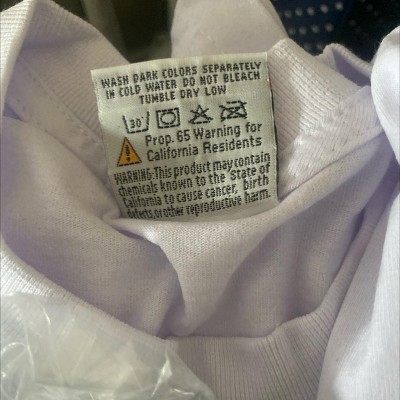 WASH DARK COLORS SEPARATELY
IN COLD WATER DO NOT BLEACH
TUMBLE DRY LOW
30°
Prop. 65 Warning for
California Residents
WARNING: This product may contain
chemicals known to the State of
California to cause cancer, birth
defects or other reproductive harm.